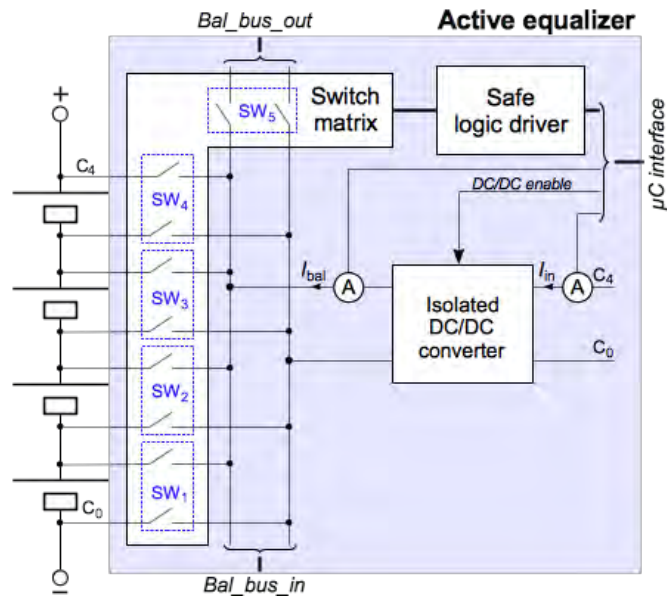 Bal_bus_out
Active equalizer
SW5
Switch
matrix
Safe
logic driver
µC interface
+
C4
SW4
DC/DC enable
Ibal
A
Iin
A
C4
SW3
Isolated
DC/DC
converter
C0
SW2
SW1
C0
Bal_bus_in
–